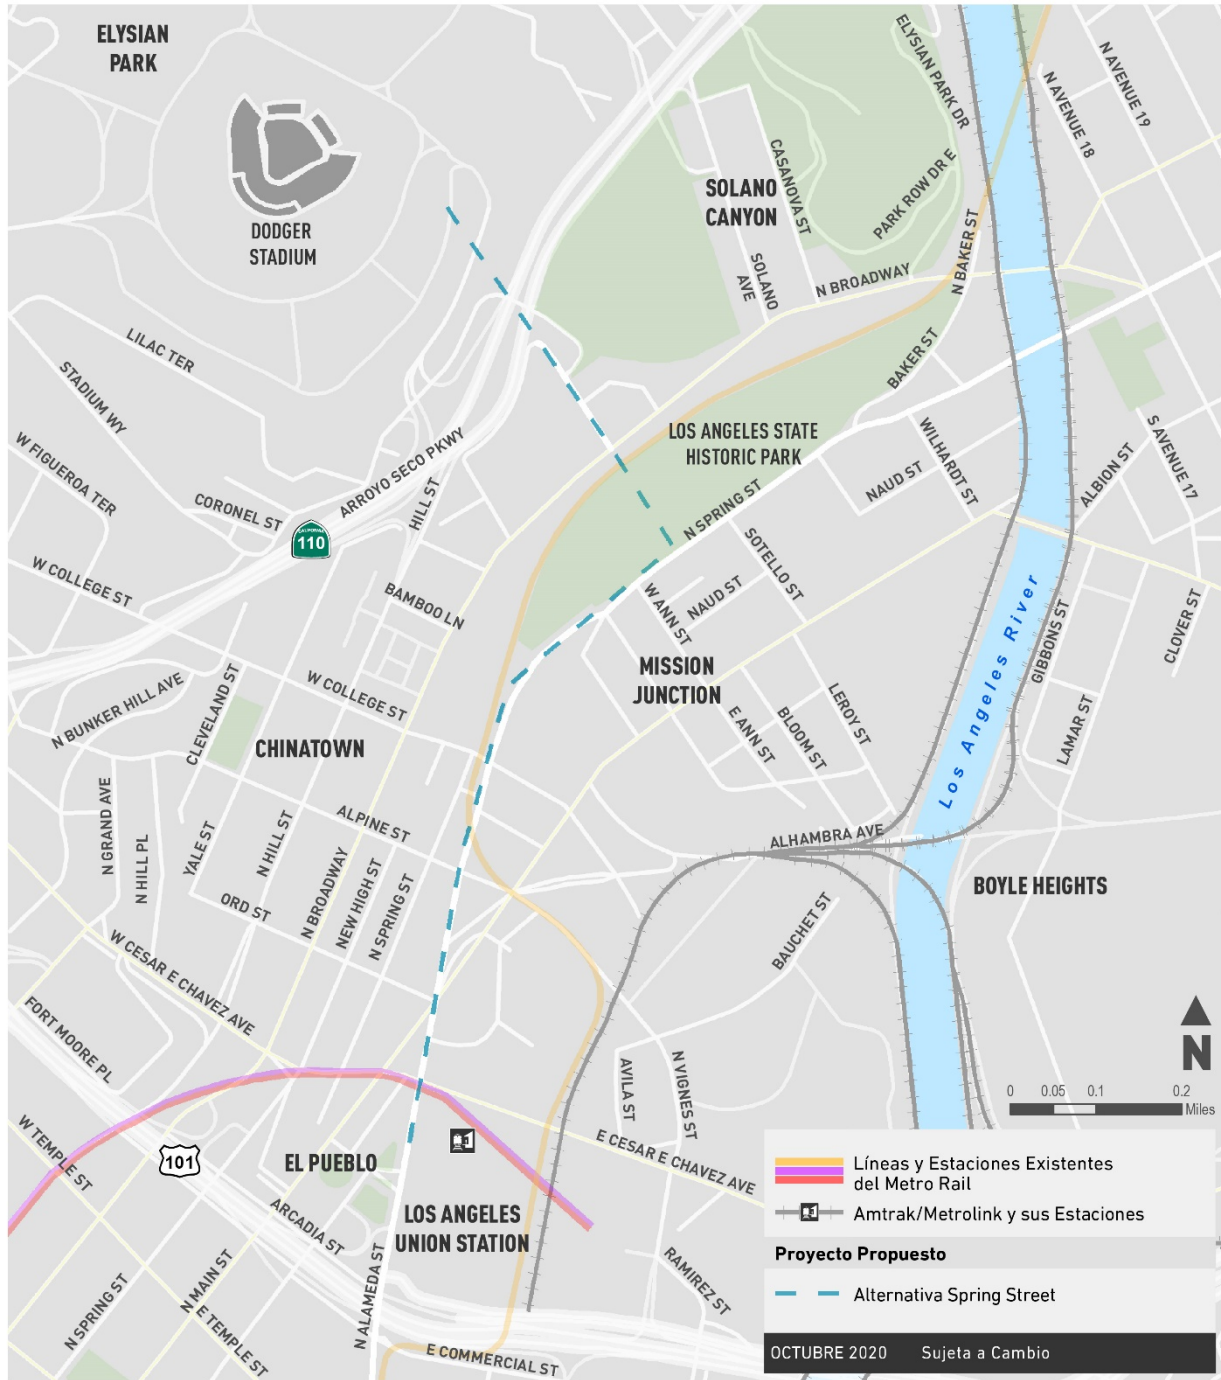 ELYSIAN
PARK
DODGER
STADIUM
SOLANO
CANYON
ELYSIAN PARK DR
N AVENUE 19
N AVENUE 18
CASANOVA ST
PARK ROW DR E
SOLANO
AVE
N BROADWAY
N BAKER ST
BAKER ST
LILAC TER
STADIUM WY
W FIGUEROA TER
CORONEL ST
ARROYO SECO PKWY
HILL ST
CALIFORNIA
110
LOS ANGELES STATE
HISTORIC PARK
N SPRING ST
WILHARDT ST
NAUD ST
ALBION ST
S AVENUE 17
W COLLEGE ST
BAMBOO LN
SOTELLO ST
NAUD ST
W ANN ST
MISSION
JUNCTION
Los Angeles River
GIBBONS ST
CLOVER ST
LAMAR ST
N BUNKER HILL AVE
CLEVELAND ST
W COLLEGE ST
CHINATOWN
LEROY ST
BLOOM ST
E ANN ST
N GRAND AVE
N HILL PL
YALE ST
N HILL ST
ALPINE ST
ORD ST
N BROADWAY
NEW HIGH ST
N SPRING ST
ALHAMBRA AVE
BOYLE HEIGHTS
BAUCHET ST
W CESAR E CHAVEZ AVE
FORT MOORE PL
AVILA ST
N VIGNES ST
N
0 0.05 0.1 0.2
Miles
W TEMPLE ST
101
EL PUEBLO
E CESAR E CHAVEZ AVE
ARCADIA ST
LOS ANGELES
UNION STATION
N ALAMEDA ST
RAMIREZ ST
N SPRING ST
N MAIN ST
E TEMPLE ST
E COMMERCIAL ST
Líneas y Estaciones Existentes
del Metro Rail
Amtrak/Metrolink y sus Estaciones
Proyecto Propuesto
Alternativa Spring Street
OCTUBRE 2020 Sujeta a Cambio